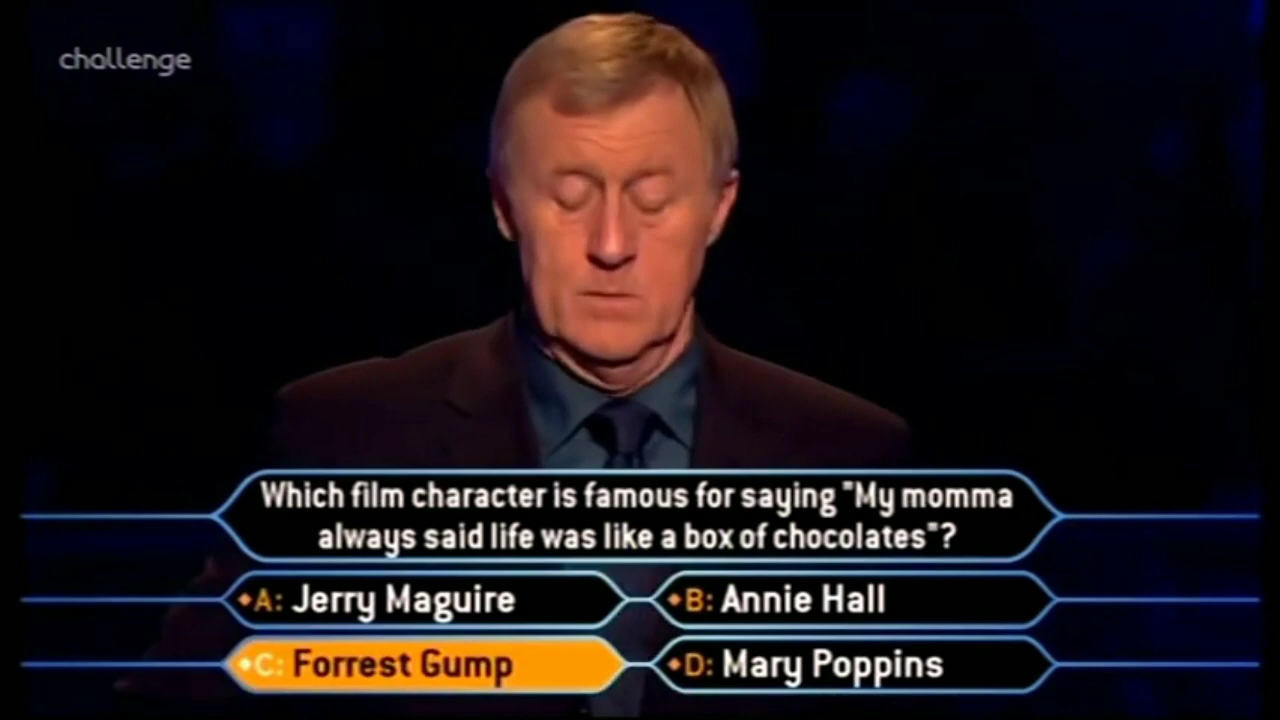 challenge
Which film character is famous for saying "My momma
always said life was like a box of chocolates"?
A: Jerry Maguire
B: Annie Hall
C: Forrest Gump
D: Mary Poppins